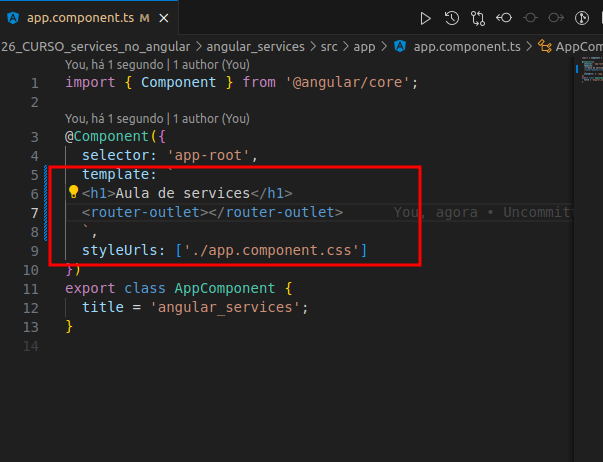 app.component.ts M
26_CURSO_services_no_angular > angular_services > src > app > app.component.ts > AppCom
You, há 1 segundo | 1 author (You)
1 import { Component } from '@angular/core';
2
You, há 1 segundo | 1 author (You)
3 @Component({
4 selector: 'app-root',
5 template: `
6 <h1>Aula de services</h1>
7 <router-outlet></router-outlet> You, agora • Uncommitt
8 `,
9 styleUrls: ['./app.component.css']
10 })
11 export class AppComponent {
12 title = 'angular_services';
13 }
14